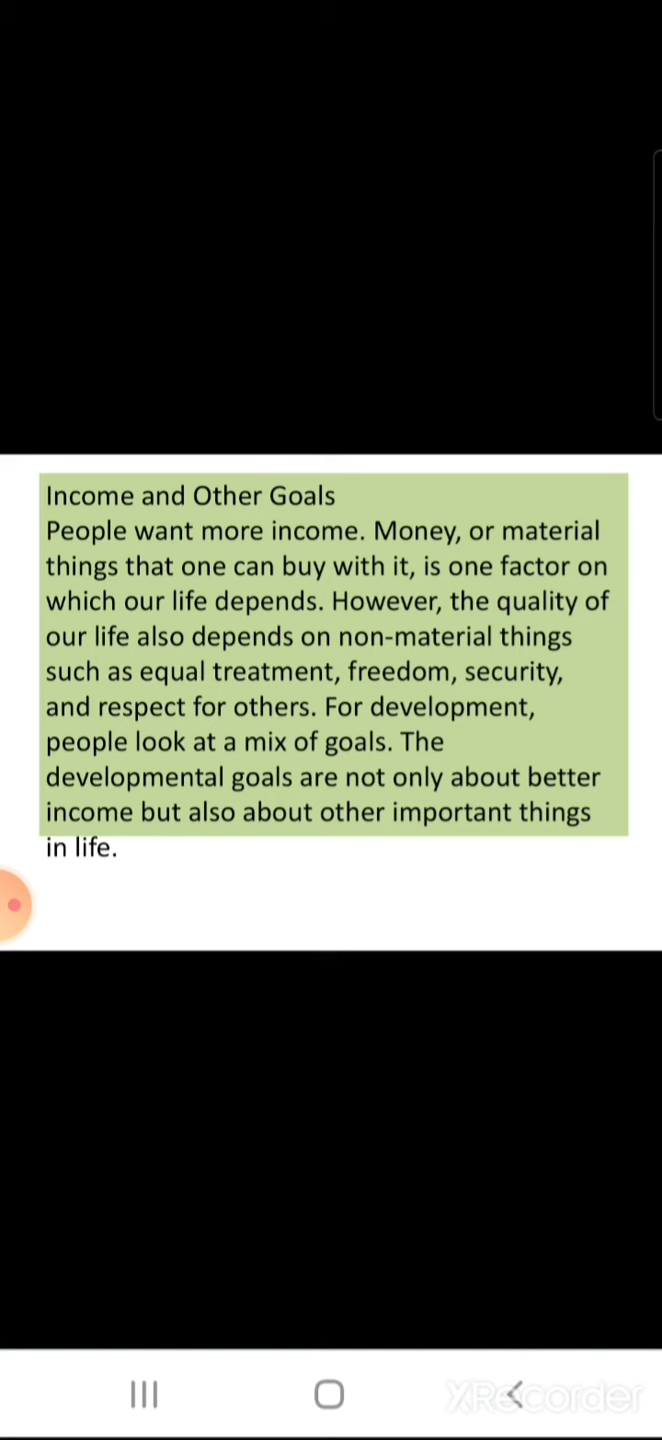 Income and Other Goals
People want more income. Money, or material
things that one can buy with it, is one factor on
which our life depends. However, the quality of
our life also depends on non-material things
such as equal treatment, freedom, security,
and respect for others. For development,
people look at a mix of goals. The
developmental goals are not only about better
income but also about other important things
in life.
XRecorder